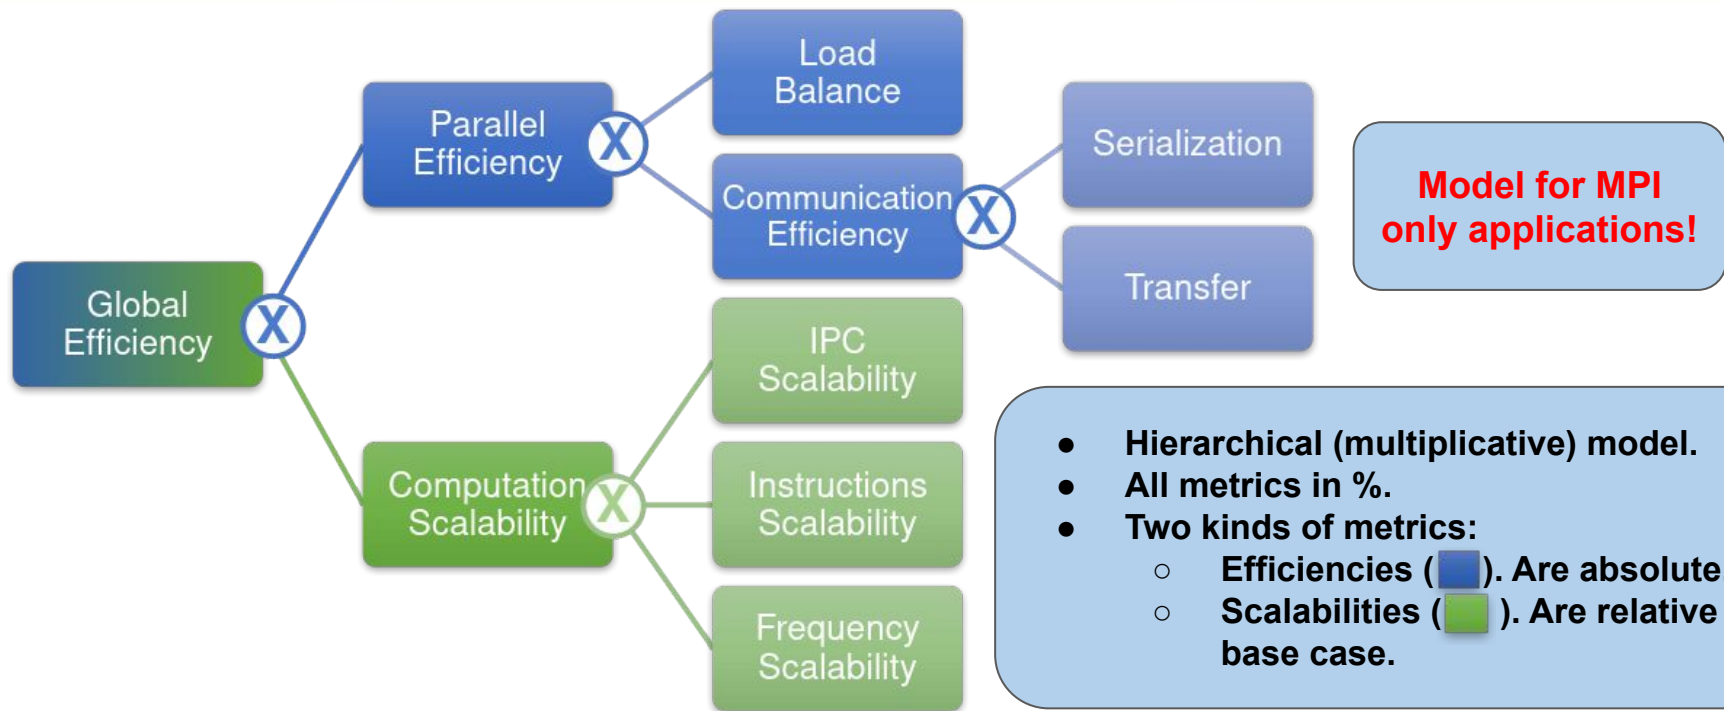 Global
Efficiency
X
Parallel
Efficiency
X
Load
Balance
Communication
Efficiency
X
Serialization
Transfer
Computation
Scalability
X
IPC
Scalability
Instructions
Scalability
Frequency
Scalability
Model for MPI
only applications!
● Hierarchical (multiplicative) model.
● All metrics in %.
● Two kinds of metrics:
○ Efficiencies ( ). Are absolute
○ Scalabilities ( ). Are relative
base case.